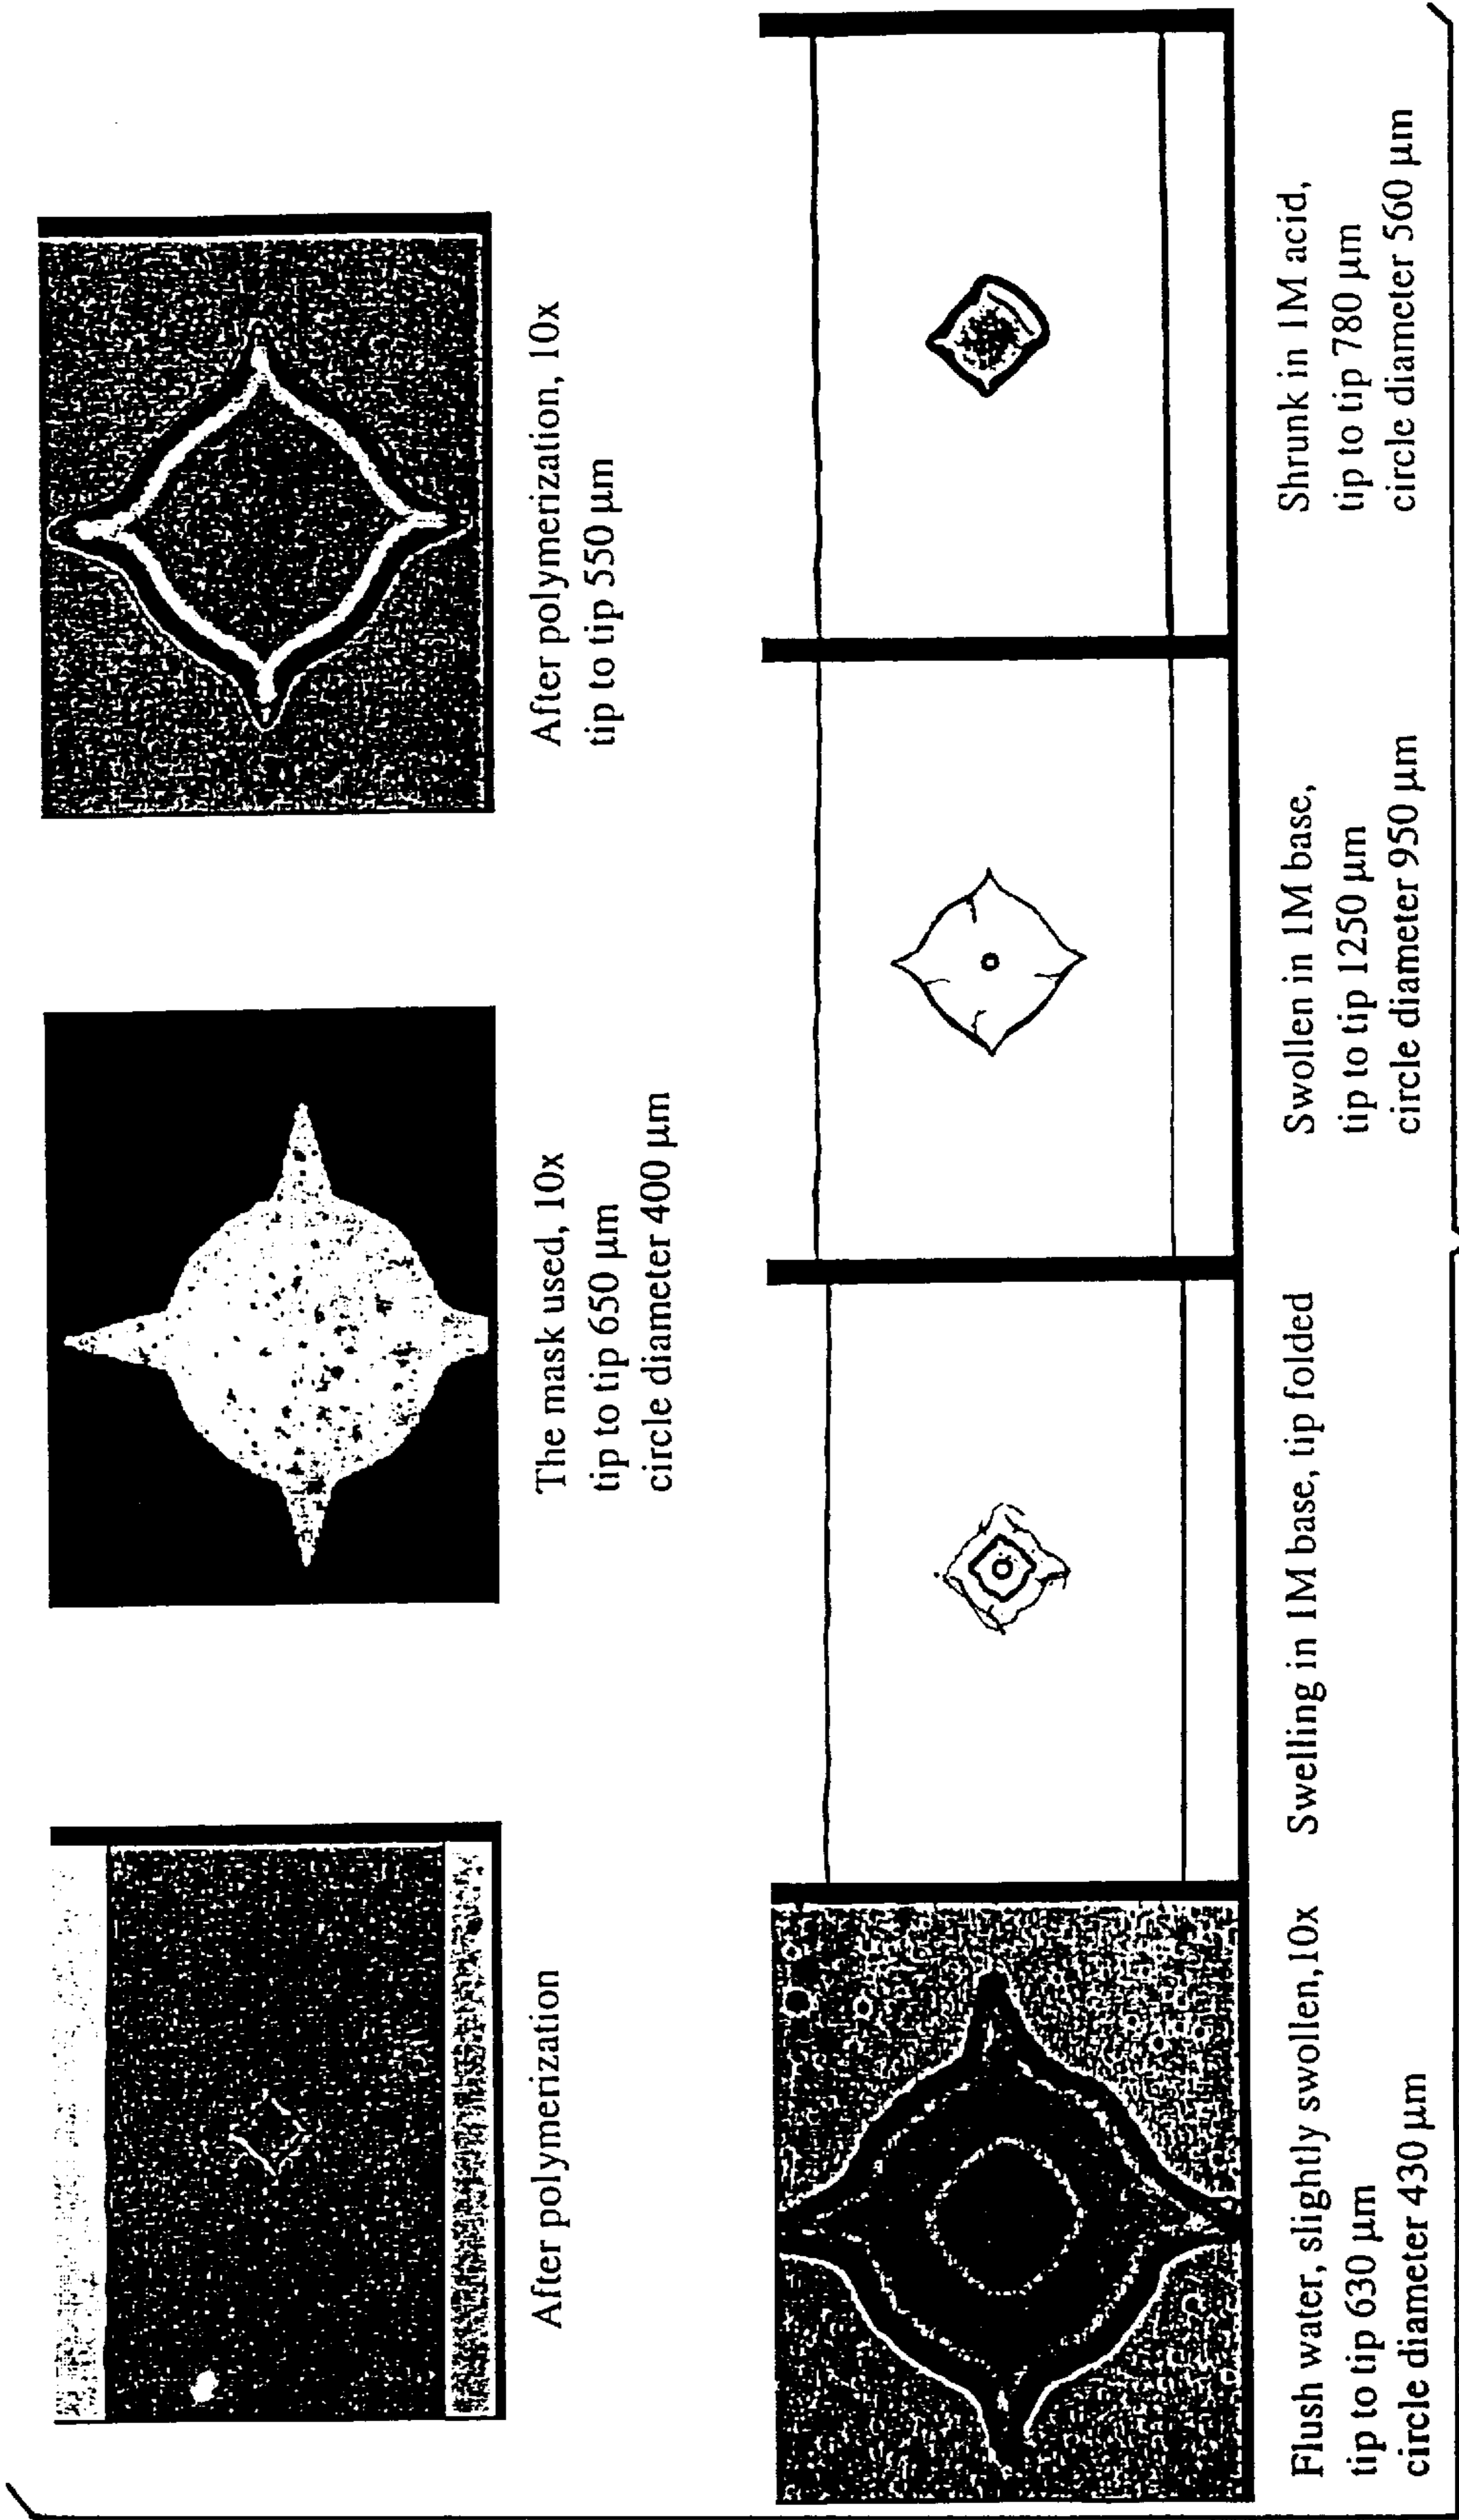 After polymerization
The mask used, 10x
tip to tip 650 µm
circle diameter 400 µm
After polymerization, 10x
tip to tip 550 µm
Flush water, slightly swollen,10x
tip to tip 630 µm
circle diameter 430 µm
Swelling in 1M base, tip folded
Swollen in 1M base,
tip to tip 1250 µm
circle diameter 950 µm
Shrunk in 1M acid,
tip to tip 780 µm
circle diameter 560 µm